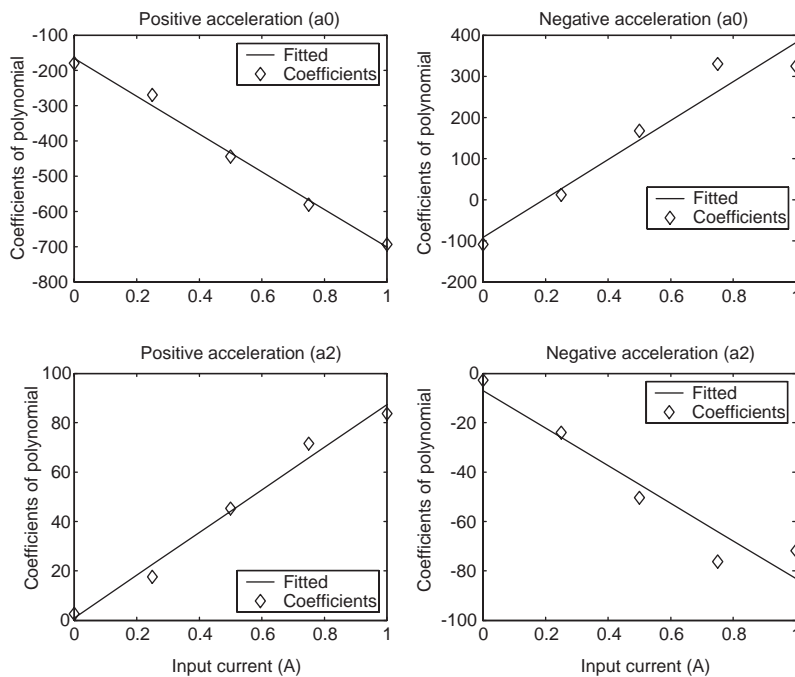 Positive acceleration (a0)
Coefficients of polynomial
-100
-200
-300
-400
-500
-600
-700
-800
0
0.2
0.4
0.6
0.8
1
Fitted
Coefficients
Negative acceleration (a0)
Coefficients of polynomial
400
300
200
100
0
-100
-200
0
0.2
0.4
0.6
0.8
1
Fitted
Coefficients
Positive acceleration (a2)
Coefficients of polynomial
100
80
60
40
20
0
0
0.2
0.4
0.6
0.8
1
Fitted
Coefficients
Input current (A)
Negative acceleration (a2)
Coefficients of polynomial
0
-20
-40
-60
-80
-100
0
0.2
0.4
0.6
0.8
1
Fitted
Coefficients
Input current (A)